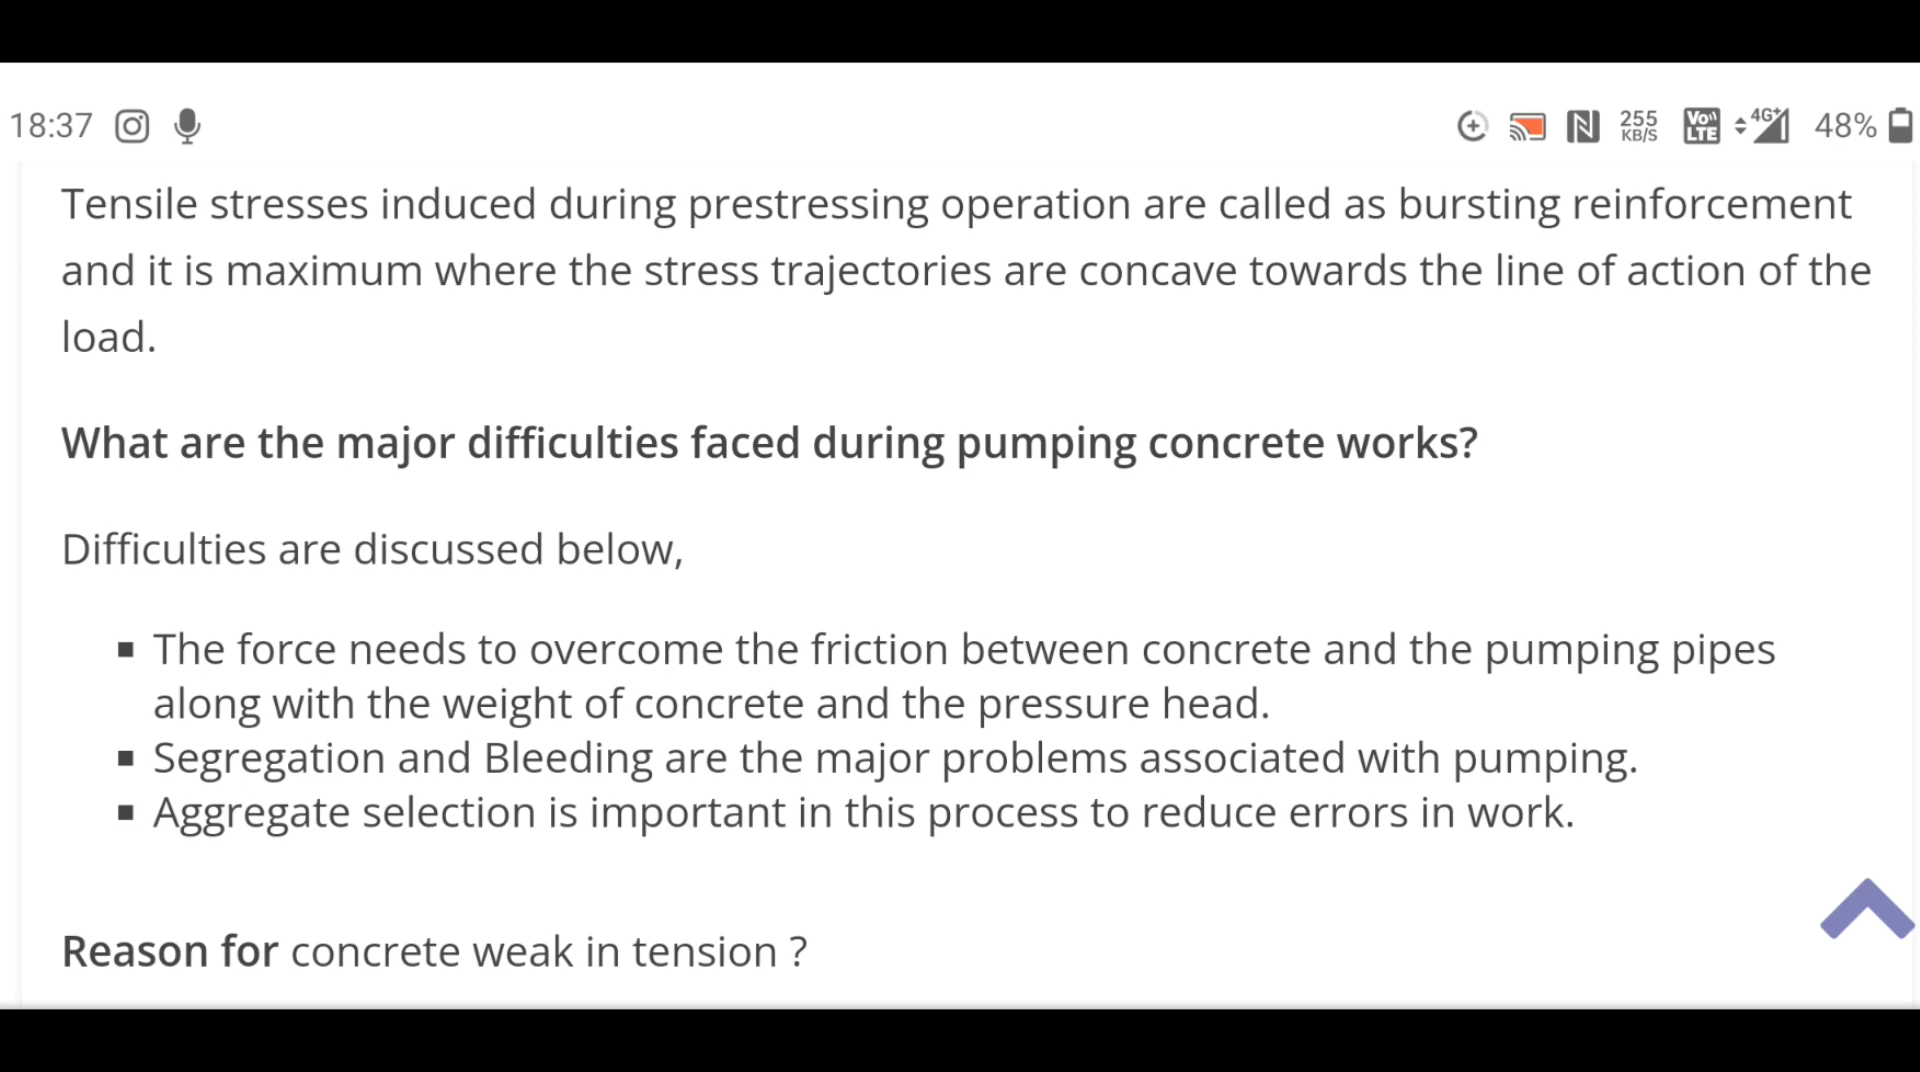 18:37 255 KB/S VoLTE 4G+ 48%
Tensile stresses induced during prestressing operation are called as bursting reinforcement
and it is maximum where the stress trajectories are concave towards the line of action of the
load.
What are the major difficulties faced during pumping concrete works?
Difficulties are discussed below,
▪ The force needs to overcome the friction between concrete and the pumping pipes
along with the weight of concrete and the pressure head.
▪ Segregation and Bleeding are the major problems associated with pumping.
▪ Aggregate selection is important in this process to reduce errors in work.
Reason for concrete weak in tension ?